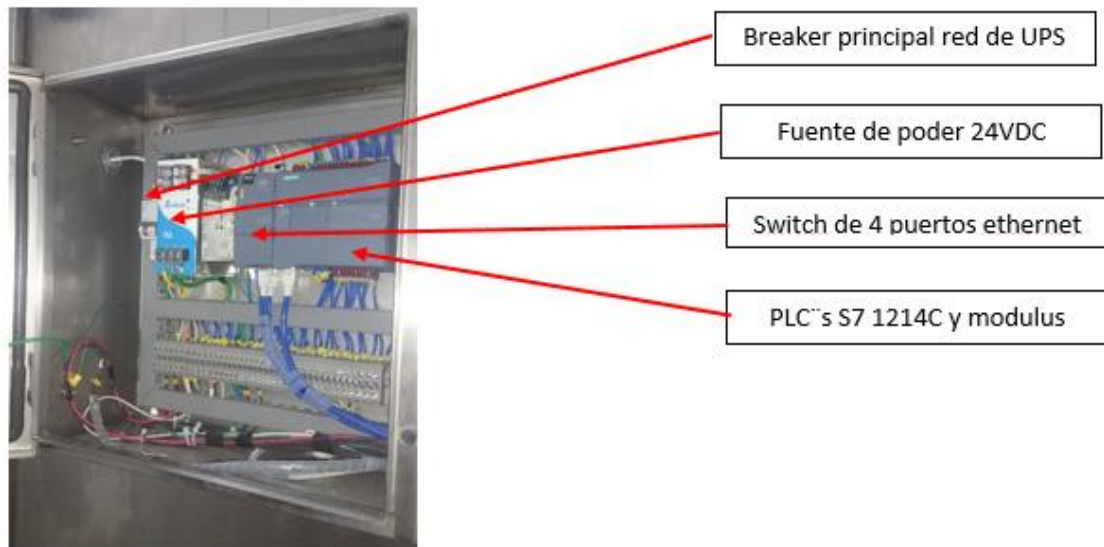 Breaker principal red de UPS
Fuente de poder 24VDC
Switch de 4 puertos ethernet
PLC¨s S7 1214C y modulus